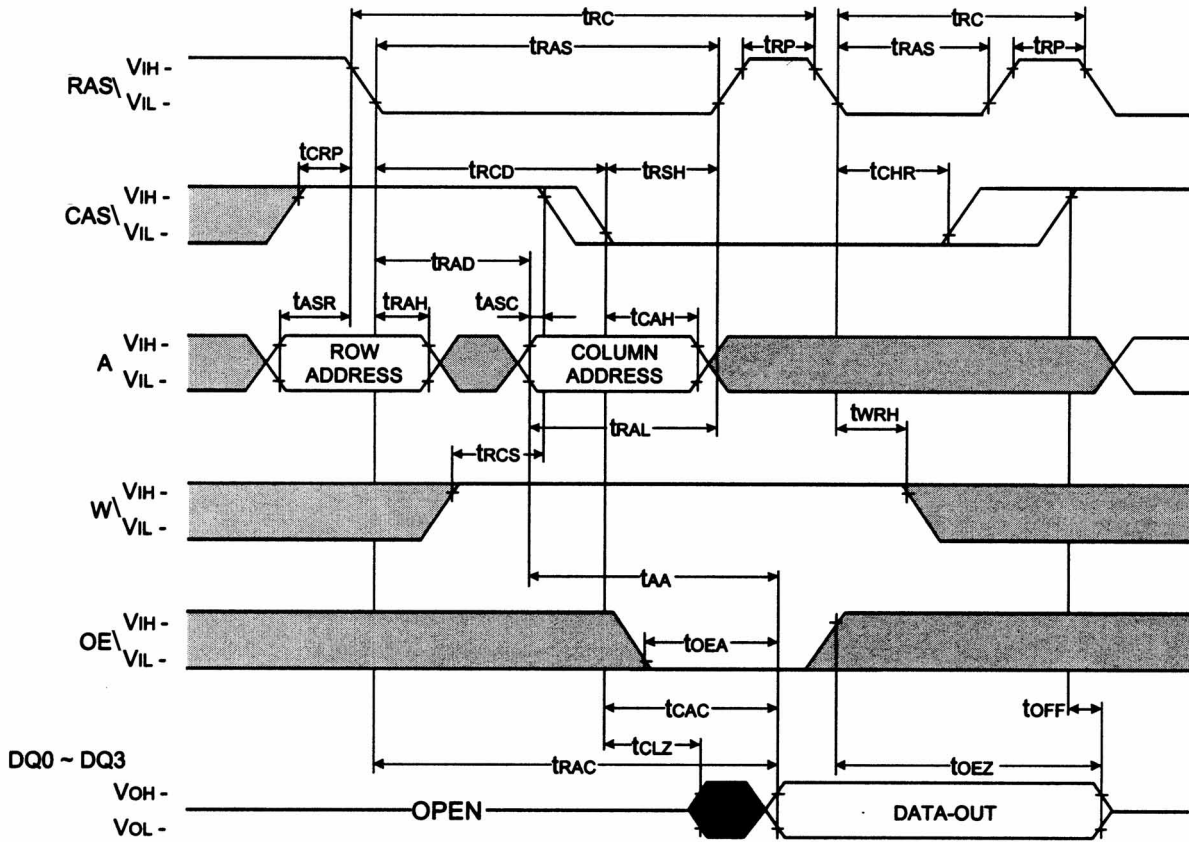 tRC tRC
tRAS tRP tRAS tRP
RAS\ VIH -
VIL -
tCRP tRCD tRSH tCHR
CAS\ VIH -
VIL -
tRAD
tASR tRAH tASC tCAH
A VIH -
VIL -
ROW ADDRESS
COLUMN ADDRESS
tRAL tWRH
tRCS
W\ VIH -
VIL -
tAA
OE\ VIH -
VIL -
tOEA
tCAC tOFF
tCLZ
DQ0 ~ DQ3
tRAC tOEZ
VOH -
VOL -
OPEN DATA-OUT